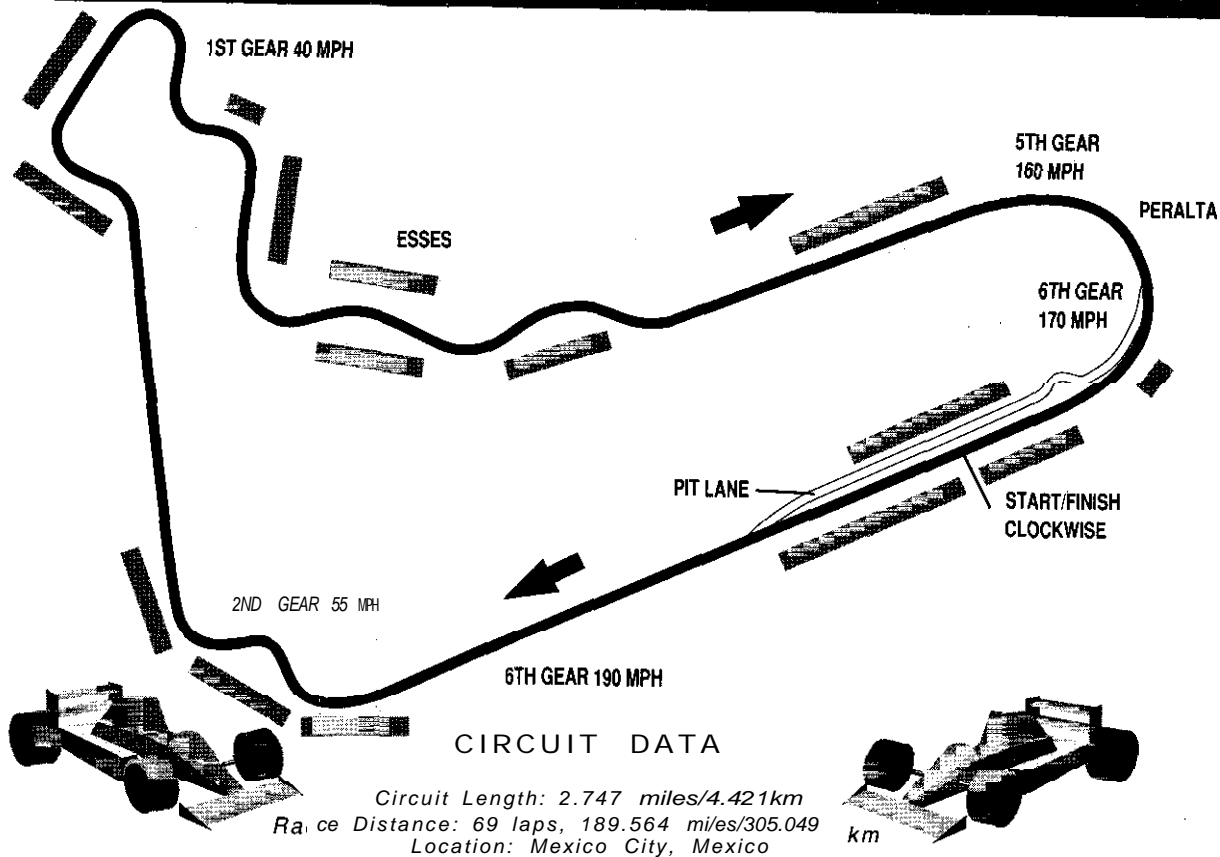 1ST GEAR 40 MPH
5TH GEAR
160 MPH
PERALTA
ESSES
6TH GEAR
170 MPH
PIT LANE
START/FINISH
CLOCKWISE
2ND GEAR 55 MPH
6TH GEAR 190 MPH
CIRCUIT DATA
Circuit Length: 2.747 miles/4.421km
Race Distance: 69 laps, 189.564 mi/es/305.049 km
Location: Mexico City, Mexico